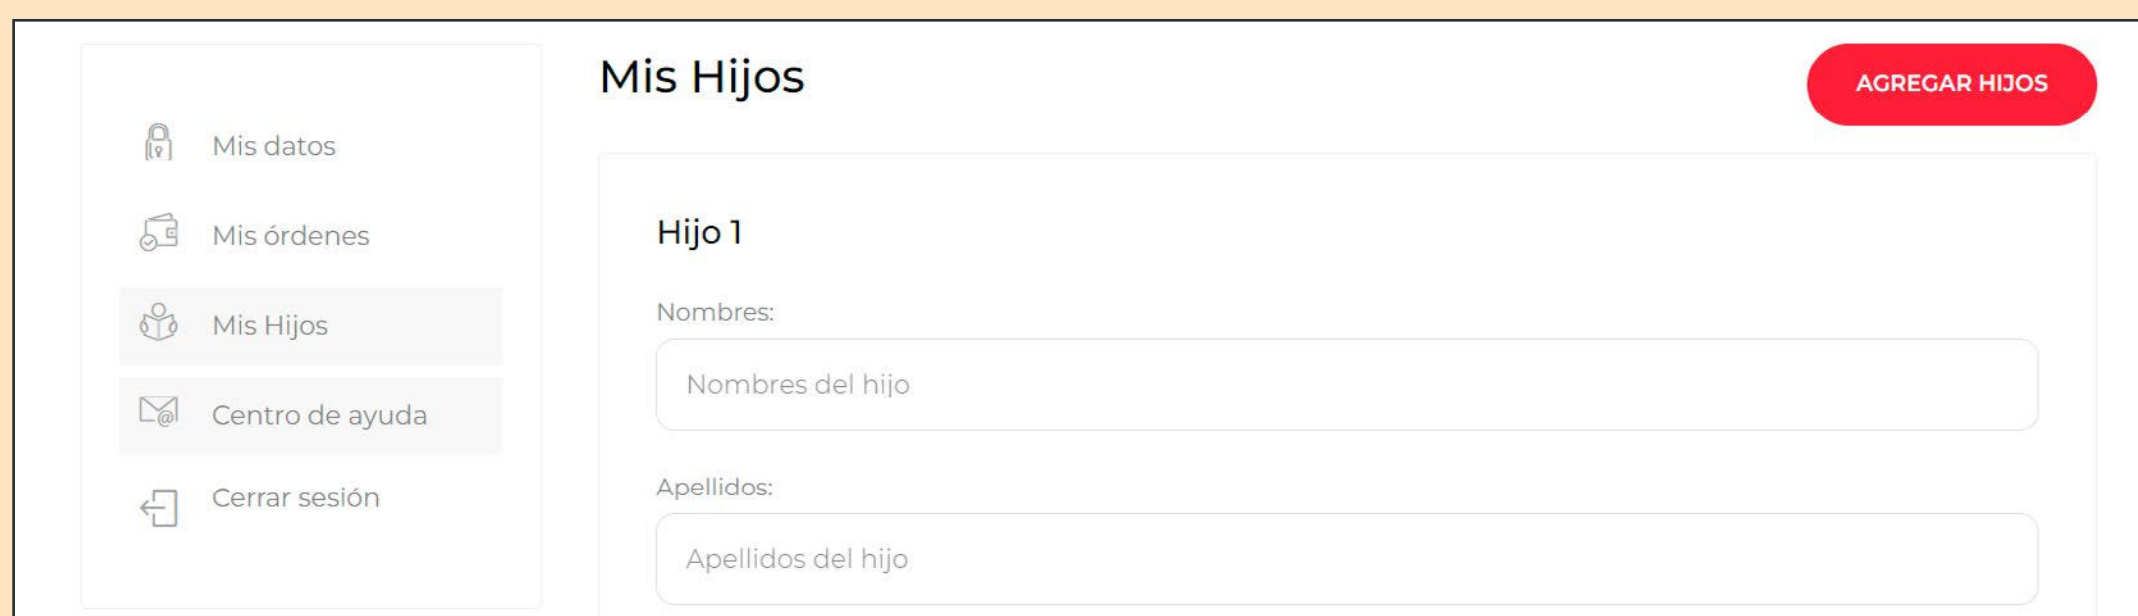 Mis datos
Mis órdenes
Mis Hijos
Centro de ayuda
Cerrar sesión
Mis Hijos
AGREGAR HIJOS
Hijo 1
Nombres:
Nombres del hijo
Apellidos:
Apellidos del hijo